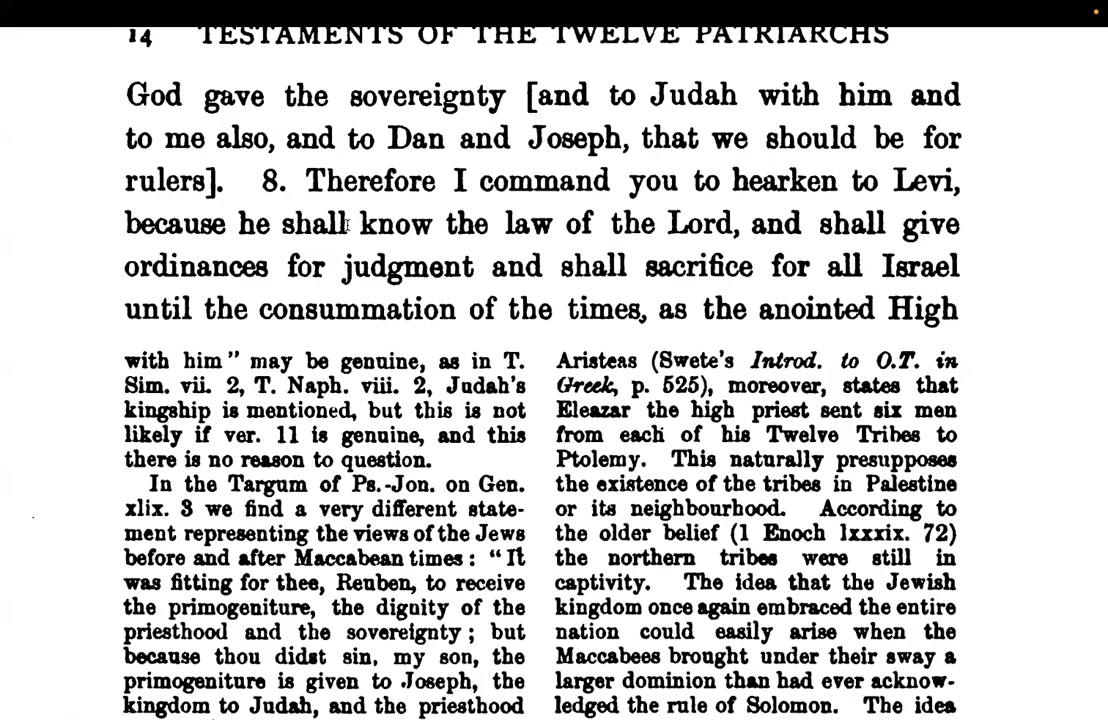 14 TESTAMENTS OF THE TWELVE PATRIARCHS
God gave the sovereignty [and to Judah with him and
to me also, and to Dan and Joseph, that we should be for
rulers]. 8. Therefore I command you to hearken to Levi,
because he shall know the law of the Lord, and shall give
ordinances for judgment and shall sacrifice for all Israel
until the consummation of the times, as the anointed High
with him” may be genuine, as in T.
Sim. vii. 2, T. Naph. viii. 2, Judah's
kingship is mentioned, but this is not
likely if ver. 11 is genuine, and this
there is no reason to question.
In the Targum of Ps.-Jon. on Gen.
xlix. 3 we find a very different state-
ment representing the views of the Jews
before and after Maccabean times: “It
was fitting for thee, Reuben, to receive
the primogeniture, the dignity of the
priesthood and the sovereignty; but
because thou didst sin, my son, the
primogeniture is given to Joseph, the
kingdom to Judah, and the priesthood
Aristeas (Swete's Introd. to O.T. in
Greek, p. 525), moreover, states that
Eleazar the high priest sent six men
from each of his Twelve Tribes to
Ptolemy. This naturally presupposes
the existence of the tribes in Palestine
or its neighbourhood. According to
the older belief (1 Enoch lxxxix. 72)
the northern tribes were still in
captivity. The idea that the Jewish
kingdom once again embraced the entire
nation could easily arise when the
Maccabees brought under their sway a
larger dominion than had ever acknow-
ledged the rule of Solomon. The idea